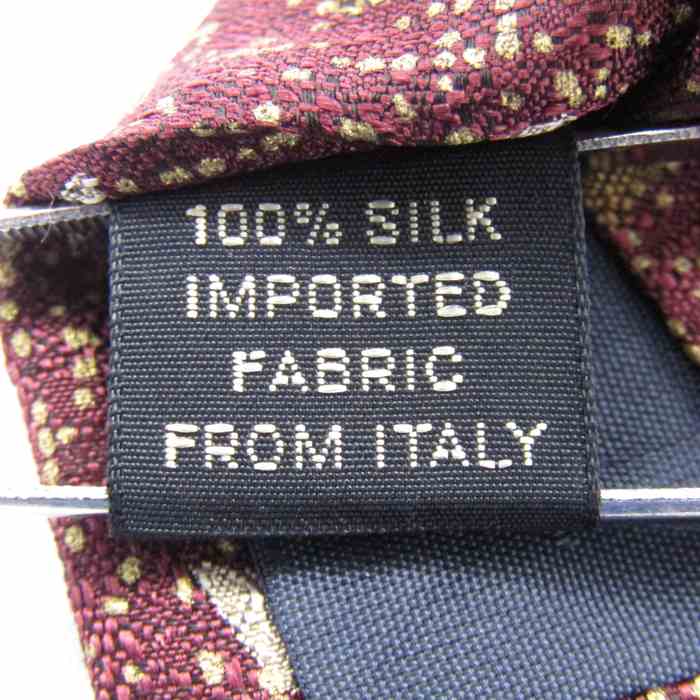 100% SILK
IMPORTED
FABRIC
FROM ITALY